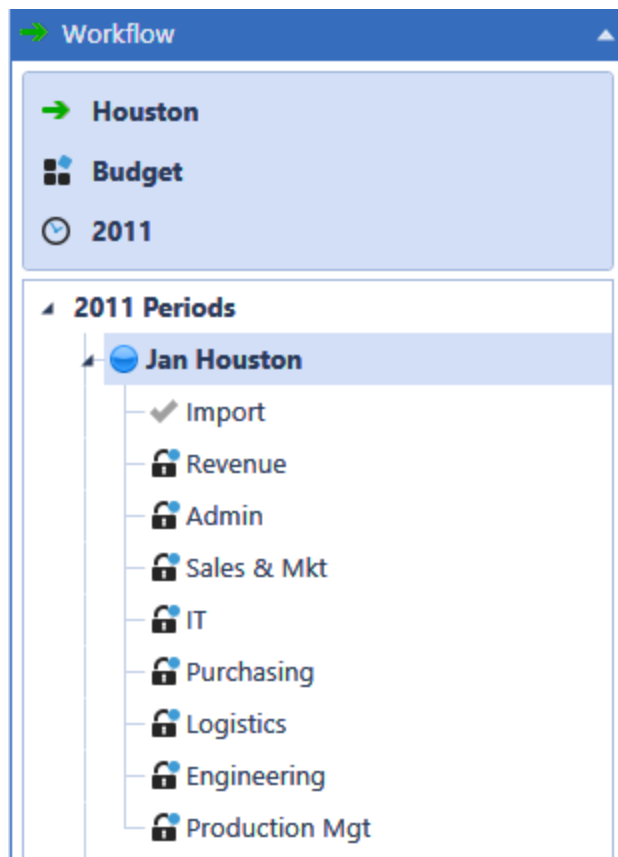 Workflow
Houston
Budget
2011
2011 Periods
Jan Houston
Import
Revenue
Admin
Sales & Mkt
IT
Purchasing
Logistics
Engineering
Production Mgt